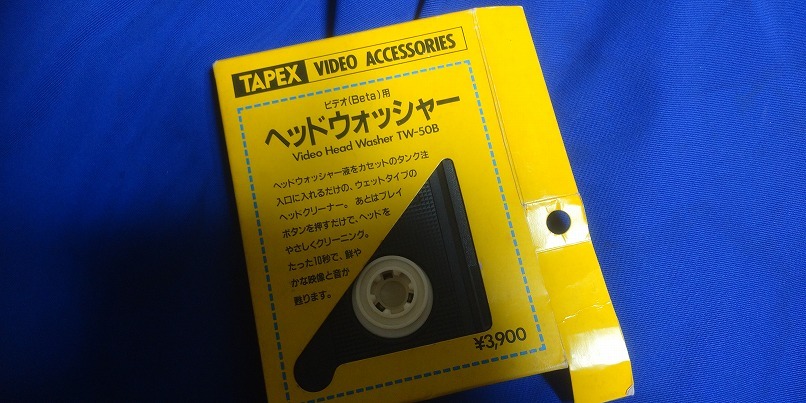 TAPEX VIDEO ACCESSORIES
ビデオ(Beta)用
ヘッドウォッシャー
Video Head Washer TW-50B
ヘッドウォッシャー液をカセットのタンク注
入口に入れるだけの、ウェットタイプの
ヘッドクリーナー。あとはプレイ
ボタンを押すだけで、ヘッドを
やさしくクリーニング。
たった10秒で、鮮や
かな映像と音が
甦ります。
¥3,900